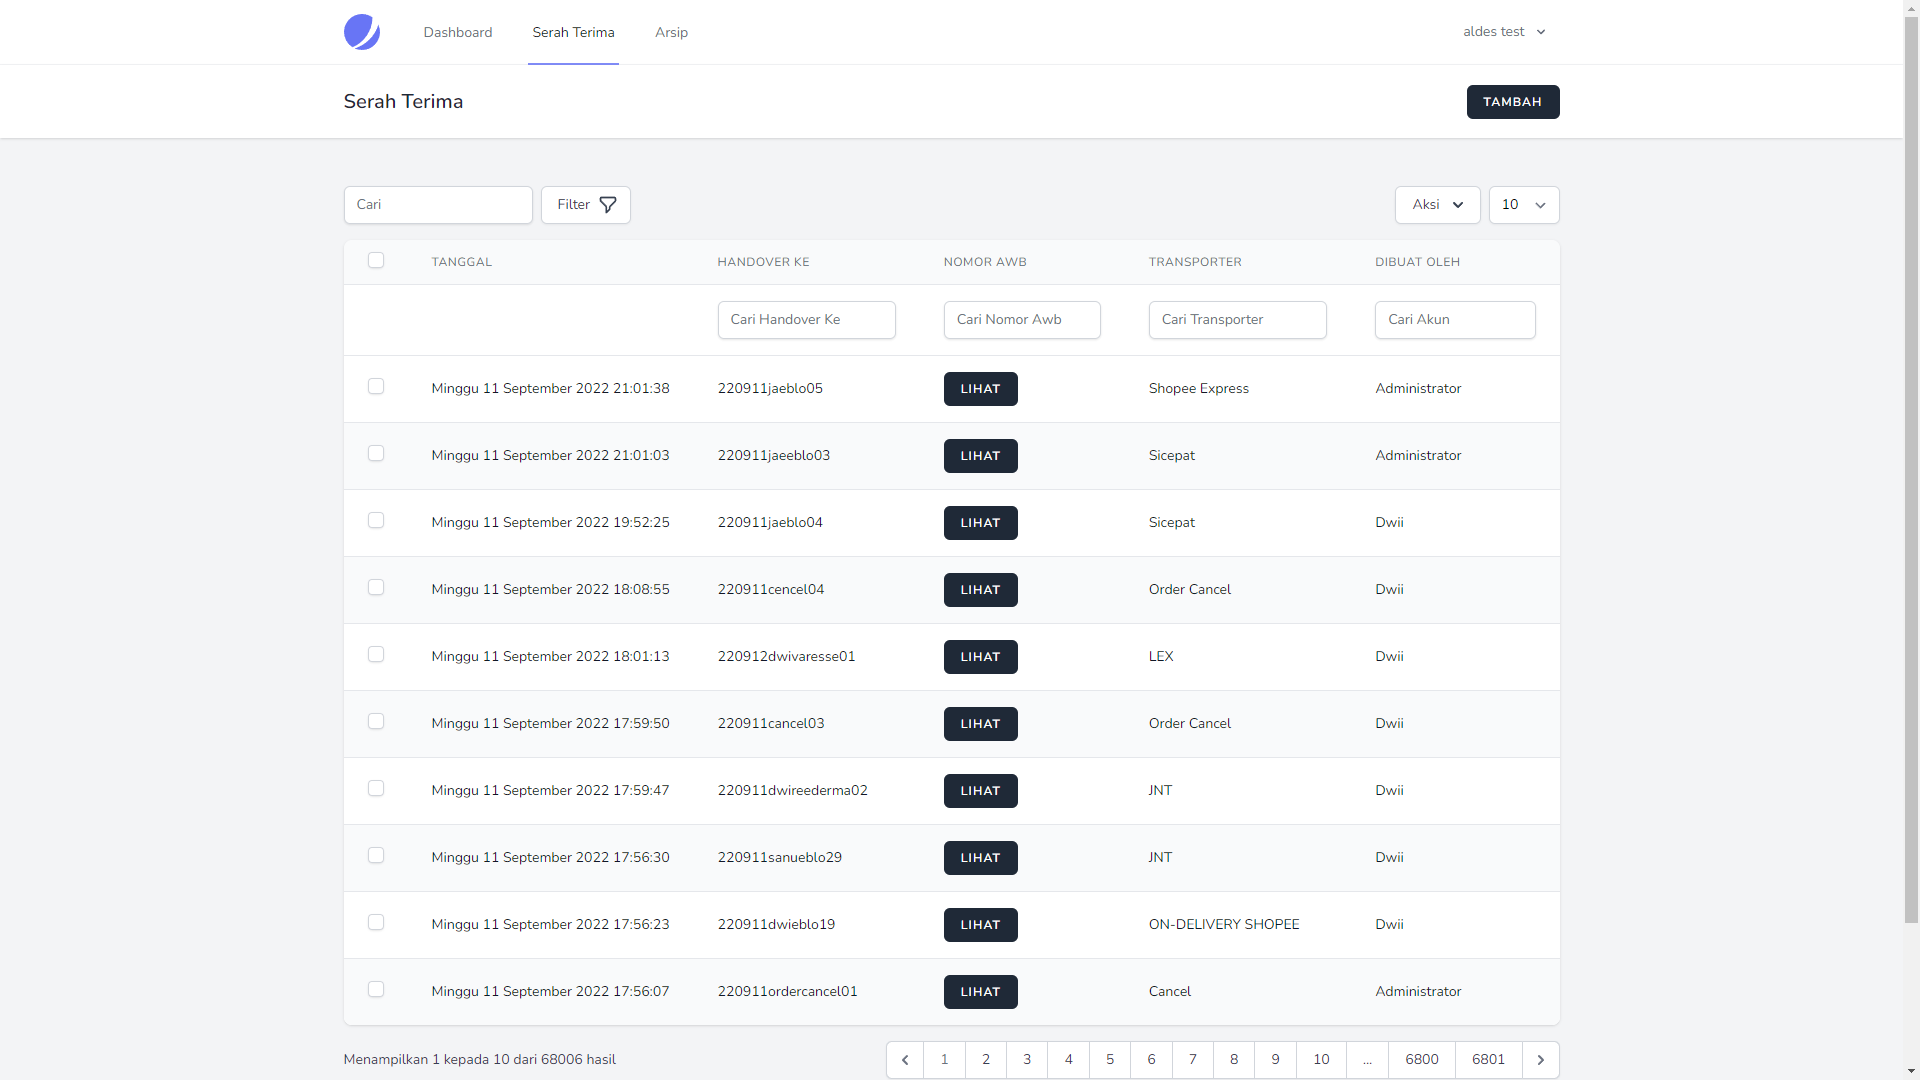 Dashboard Serah Terima Arsip aldes test
Serah Terima TAMBAH
Cari Filter Aksi 10
TANGGAL HANDOVER KE NOMOR AWB TRANSPORTER DIBUAT OLEH
Cari Handover Ke Cari Nomor Awb Cari Transporter Cari Akun
Minggu 11 September 2022 21:01:38 220911jaeblo05 LIHAT Shopee Express Administrator
Minggu 11 September 2022 21:01:03 220911jaeeblo03 LIHAT Sicepat Administrator
Minggu 11 September 2022 19:52:25 220911jaeblo04 LIHAT Sicepat Dwii
Minggu 11 September 2022 18:08:55 220911cencel04 LIHAT Order Cancel Dwii
Minggu 11 September 2022 18:01:13 220912dwivaresse01 LIHAT LEX Dwii
Minggu 11 September 2022 17:59:50 220911cancel03 LIHAT Order Cancel Dwii
Minggu 11 September 2022 17:59:47 220911dwireederma02 LIHAT JNT Dwii
Minggu 11 September 2022 17:56:30 220911sanueblo29 LIHAT JNT Dwii
Minggu 11 September 2022 17:56:23 220911dwieblo19 LIHAT ON-DELIVERY SHOPEE Dwii
Minggu 11 September 2022 17:56:07 220911ordercancel01 LIHAT Cancel Administrator
Menampilkan 1 kepada 10 dari 68006 hasil 1 2 3 4 5 6 7 8 9 10 ... 6800 6801